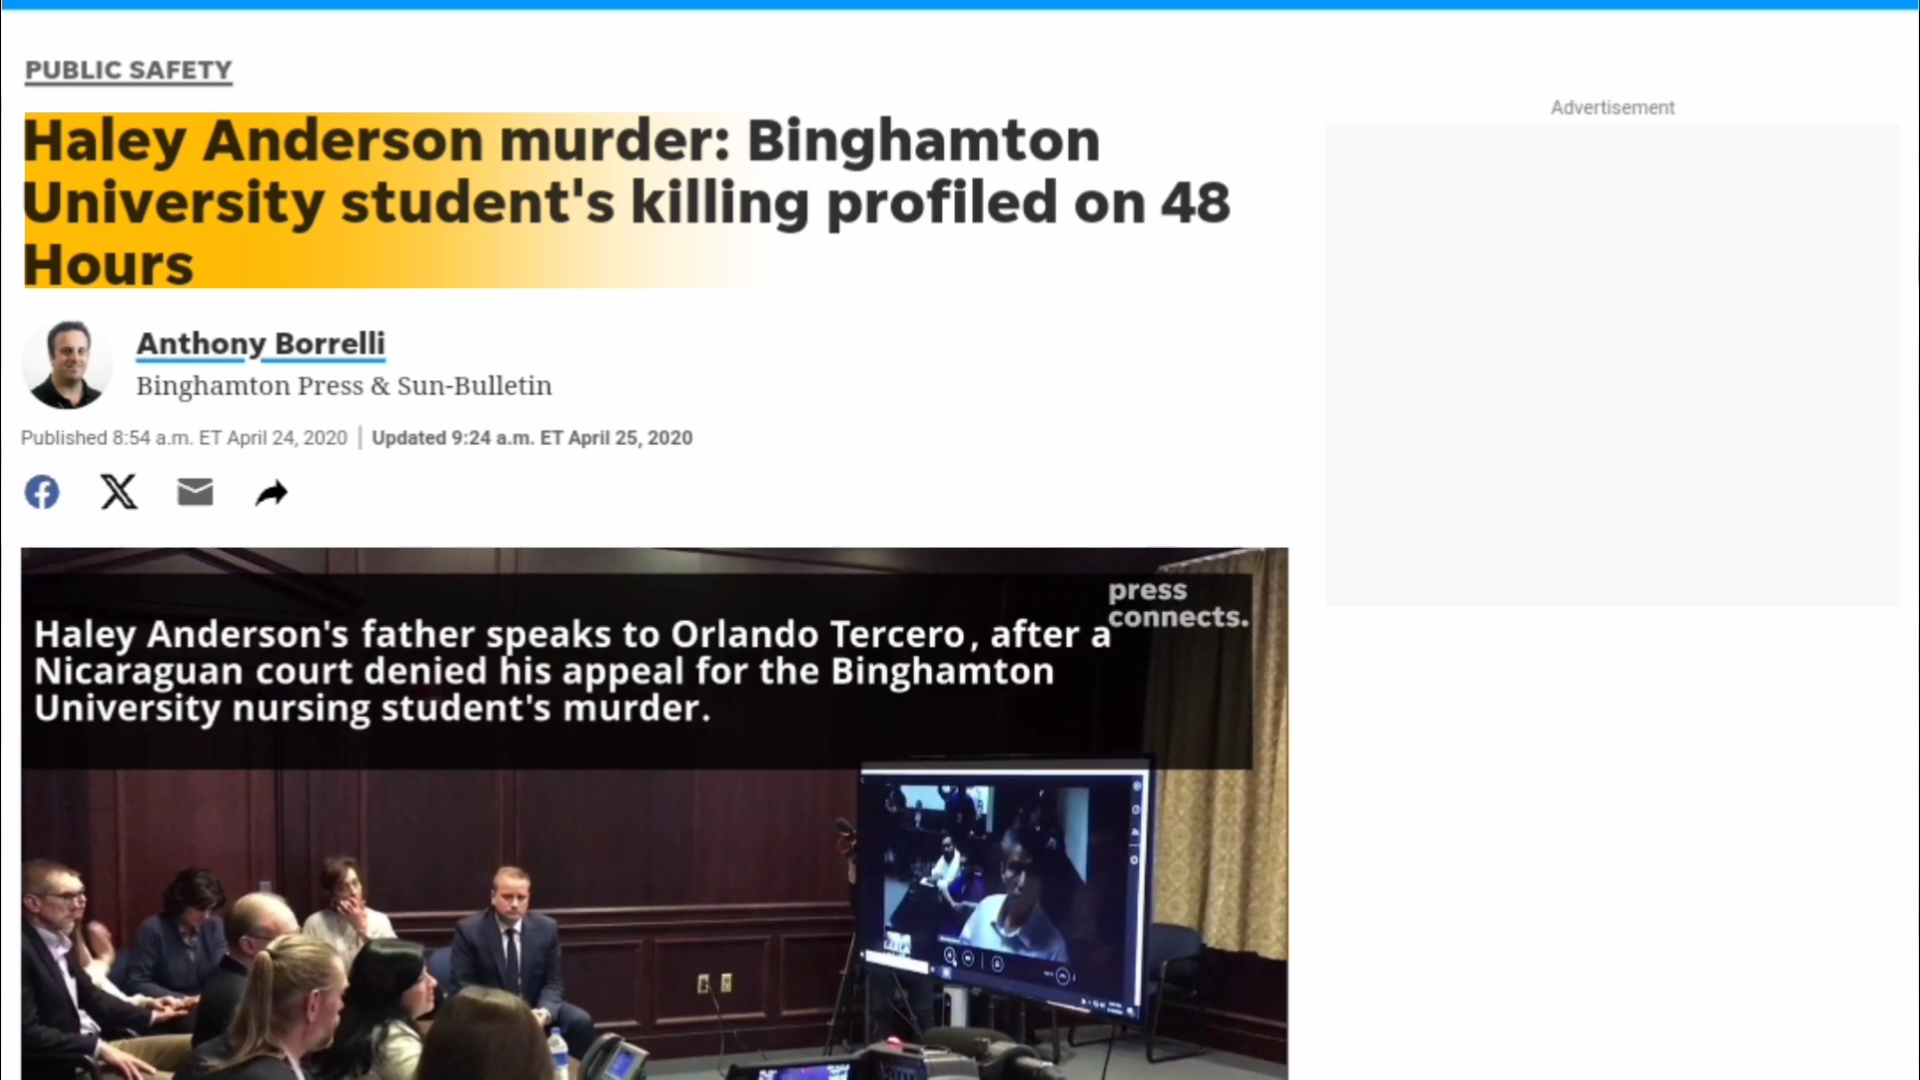 PUBLIC SAFETY
Haley Anderson murder: Binghamton
University student's killing profiled on 48
Hours
Anthony Borrelli
Binghamton Press & Sun-Bulletin
Published 8:54 a.m. ET April 24, 2020 | Updated 9:24 a.m. ET April 25, 2020
Advertisement
press
connects.
Haley Anderson's father speaks to Orlando Tercero, after a
Nicaraguan court denied his appeal for the Binghamton
University nursing student's murder.